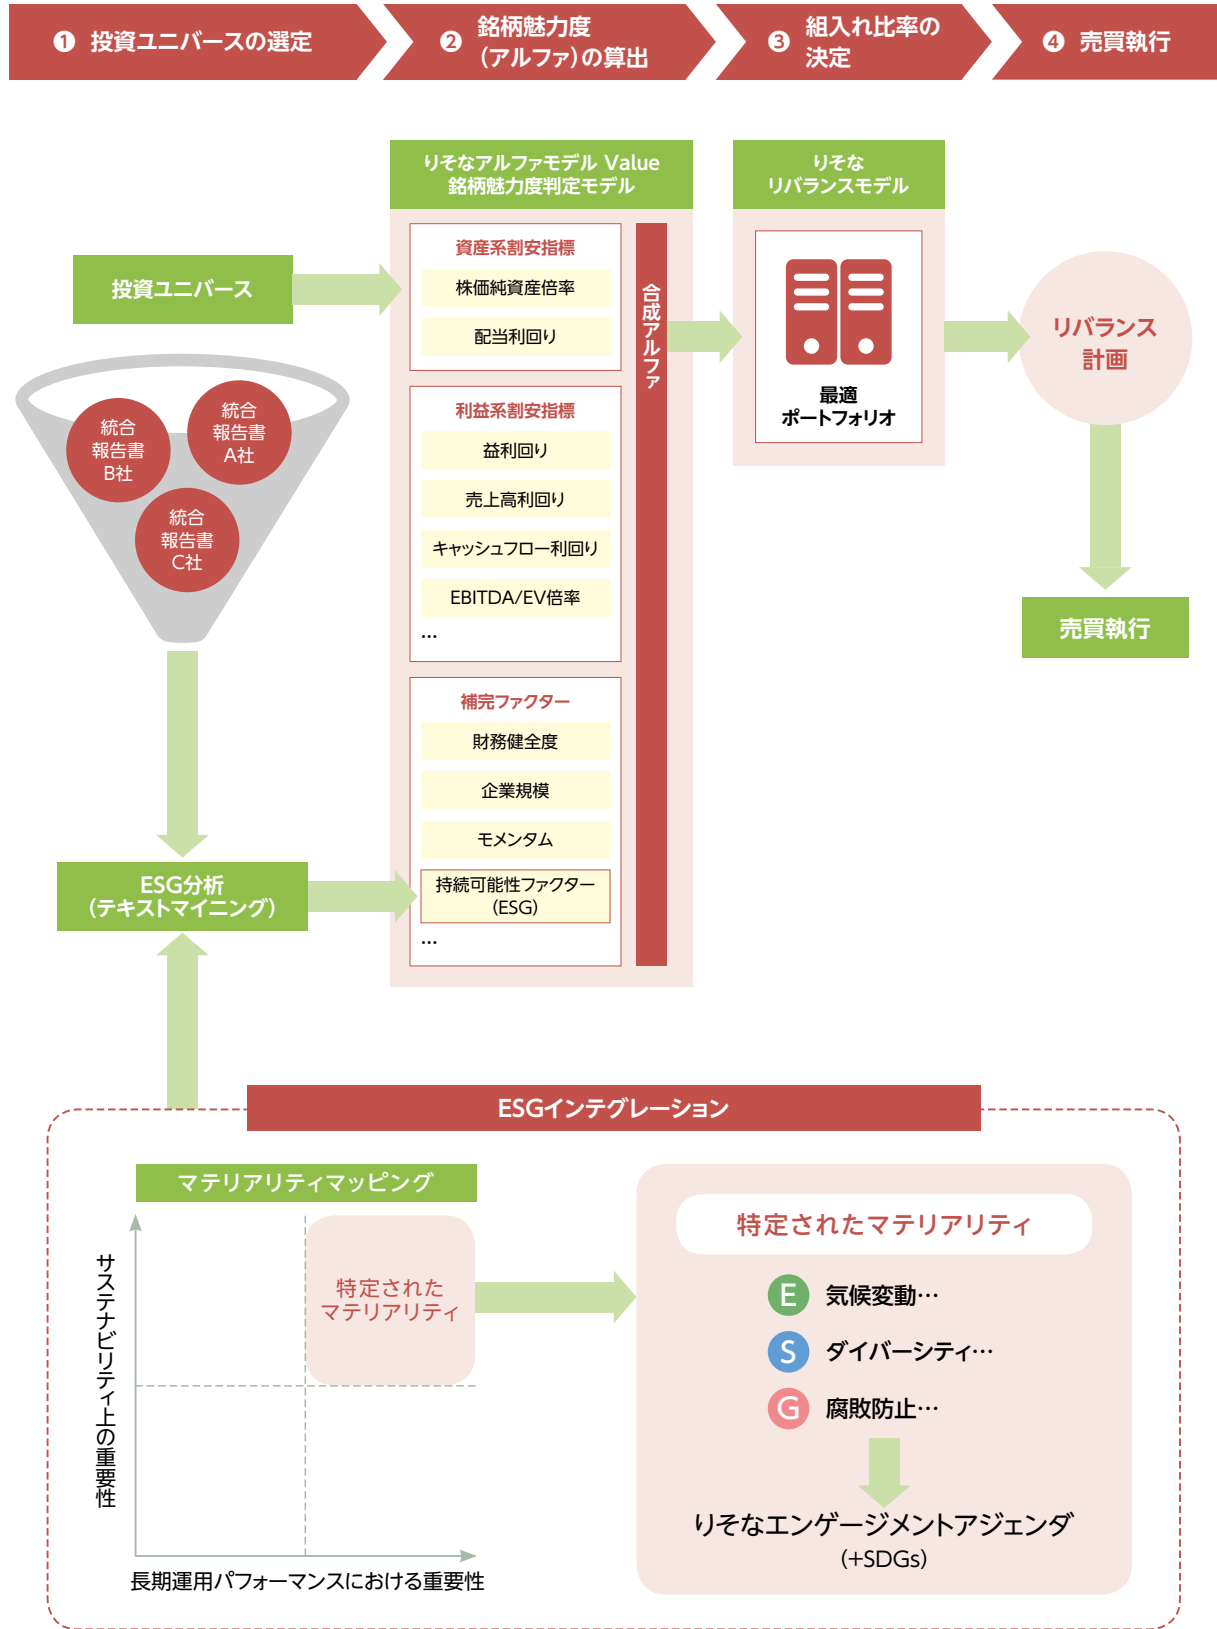 ❶ 投資ユニバースの選定
❷ 銘柄魅力度
（アルファ）の算出
❸ 組入れ比率の
決定
❹ 売買執行
りそなアルファモデル Value
銘柄魅力度判定モデル
りそな
リバランスモデル
投資ユニバース
統合
報告書
A社
統合
報告書
B社
統合
報告書
C社
資産系割安指標
株価純資産倍率
配当利回り
利益系割安指標
益利回り
売上高利回り
キャッシュフロー利回り
EBITDA/EV倍率
…
補完ファクター
財務健全度
企業規模
モメンタム
持続可能性ファクター
(ESG)
…
合成アルファ
最適
ポートフォリオ
リバランス
計画
売買執行
ESG分析
（テキストマイニング）
ESGインテグレーション
マテリアリティマッピング
サステナビリティ上の重要性
特定された
マテリアリティ
長期運用パフォーマンスにおける重要性
特定されたマテリアリティ
E 気候変動…
S ダイバーシティ…
G 腐敗防止…
りそなエンゲージメントアジェンダ
(+SDGs)